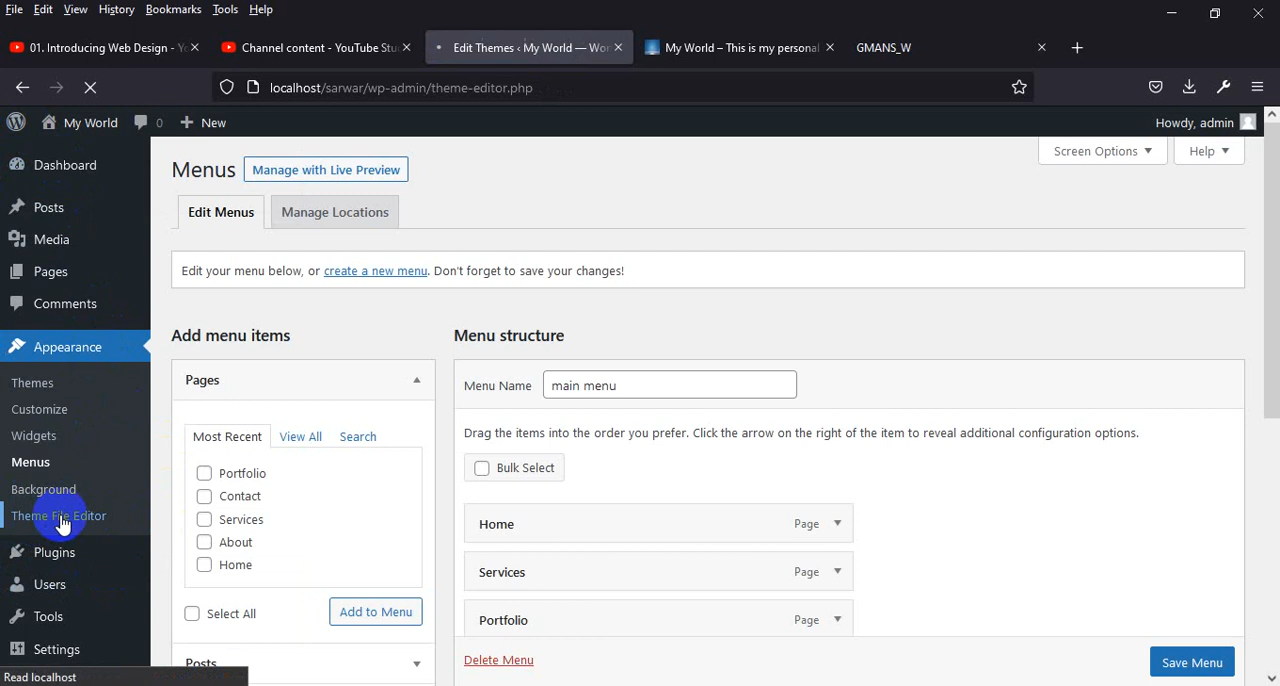 File Edit View History Bookmarks Tools Help
01. Introducing Web Design - Yo
Channel content - YouTube Stu
Edit Themes ‹ My World — Wor
My World – This is my personal
GMANS_W
localhost/sarwar/wp-admin/theme-editor.php
My World 0 New Howdy, admin
Screen Options Help
Dashboard
Posts
Media
Pages
Comments
Appearance
Themes
Customize
Widgets
Menus
Background
Theme File Editor
Plugins
Users
Tools
Settings
Read localhost
Menus Manage with Live Preview
Edit Menus Manage Locations
Edit your menu below, or create a new menu. Don't forget to save your changes!
Add menu items
Pages
Most Recent View All Search
Portfolio
Contact
Services
About
Home
Select All Add to Menu
Posts
Menu structure
Menu Name main menu
Drag the items into the order you prefer. Click the arrow on the right of the item to reveal additional configuration options.
Bulk Select
Home Page
Services Page
Portfolio Page
Delete Menu Save Menu